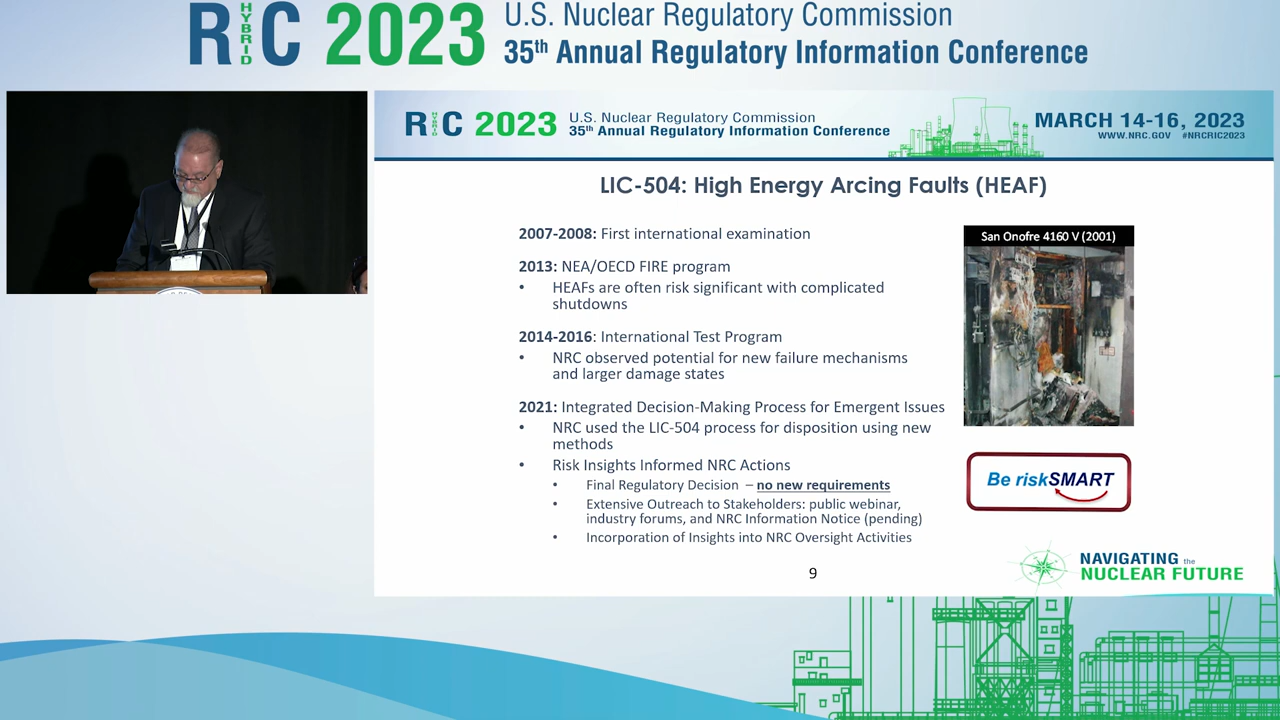 RIC 2023
HYBRID
U.S. Nuclear Regulatory Commission
35th Annual Regulatory Information Conference
RIC 2023
HYBRID
U.S. Nuclear Regulatory Commission
35th Annual Regulatory Information Conference
MARCH 14-16, 2023
WWW.NRC.GOV #NRCRIC2023
LIC-504: High Energy Arcing Faults (HEAF)
2007-2008: First international examination
2013: NEA/OECD FIRE program
• HEAFs are often risk significant with complicated
shutdowns
2014-2016: International Test Program
• NRC observed potential for new failure mechanisms
and larger damage states
2021: Integrated Decision-Making Process for Emergent Issues
• NRC used the LIC-504 process for disposition using new
methods
• Risk Insights Informed NRC Actions
• Final Regulatory Decision – no new requirements
• Extensive Outreach to Stakeholders: public webinar,
industry forums, and NRC Information Notice (pending)
• Incorporation of Insights into NRC Oversight Activities
San Onofre 4160 V (2001)
Be riskSMART
9
NAVIGATING the
NUCLEAR FUTURE